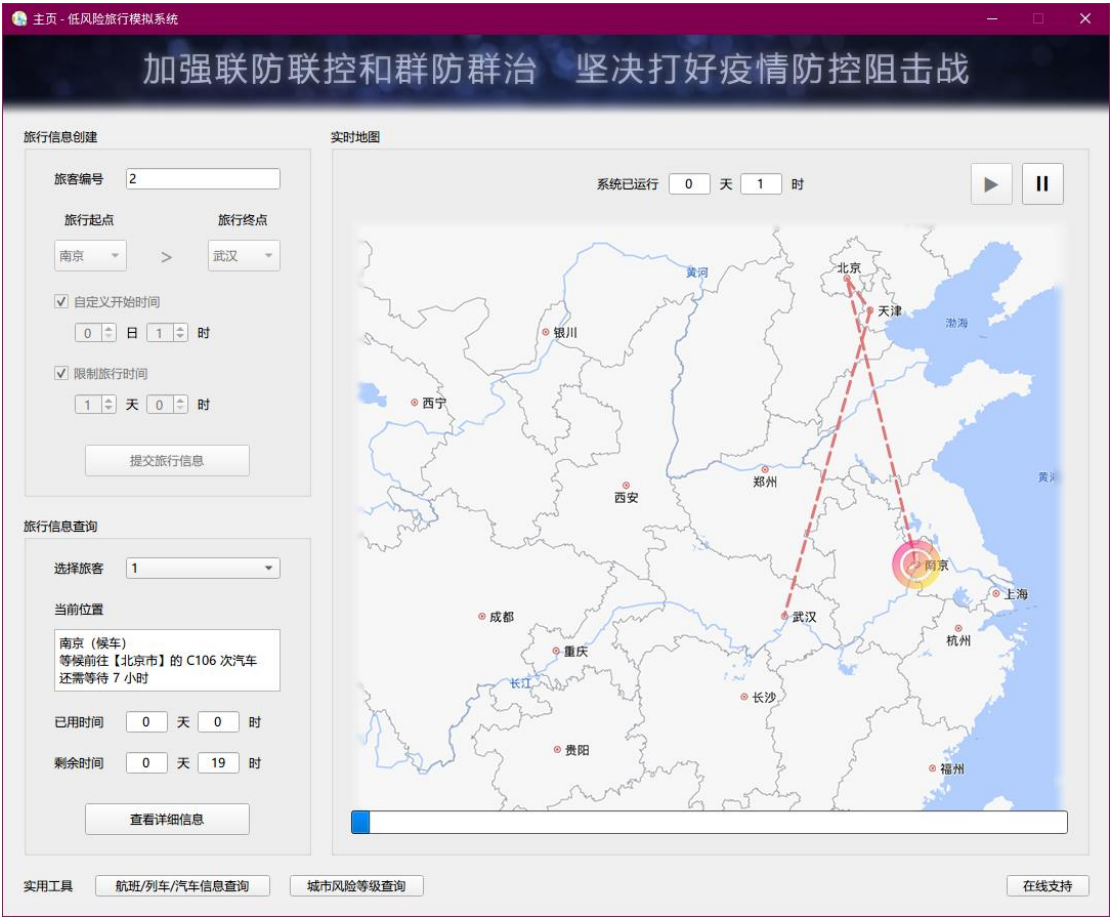 主页 - 低风险旅行模拟系统
加强联防联控和群防群治 坚决打好疫情防控阻击战
旅行信息创建
旅客编号 2
旅行起点 旅行终点
南京 > 武汉
自定义开始时间
0 日 1 时
限制旅行时间
1 天 0 时
提交旅行信息
旅行信息查询
选择旅客 1
当前位置
南京（候车）
等候前往【北京市】的 C106 次汽车
还需等待 7 小时
已用时间 0 天 0 时
剩余时间 0 天 19 时
查看详细信息
实时地图
系统已运行 0 天 1 时
北京
黄河
天津
渤海
银川
西宁
郑州
西安
黄
南京
上海
成都
武汉
杭州
重庆
长江
长沙
贵阳
福州
实用工具 航班/列车/汽车信息查询 城市风险等级查询 在线支持